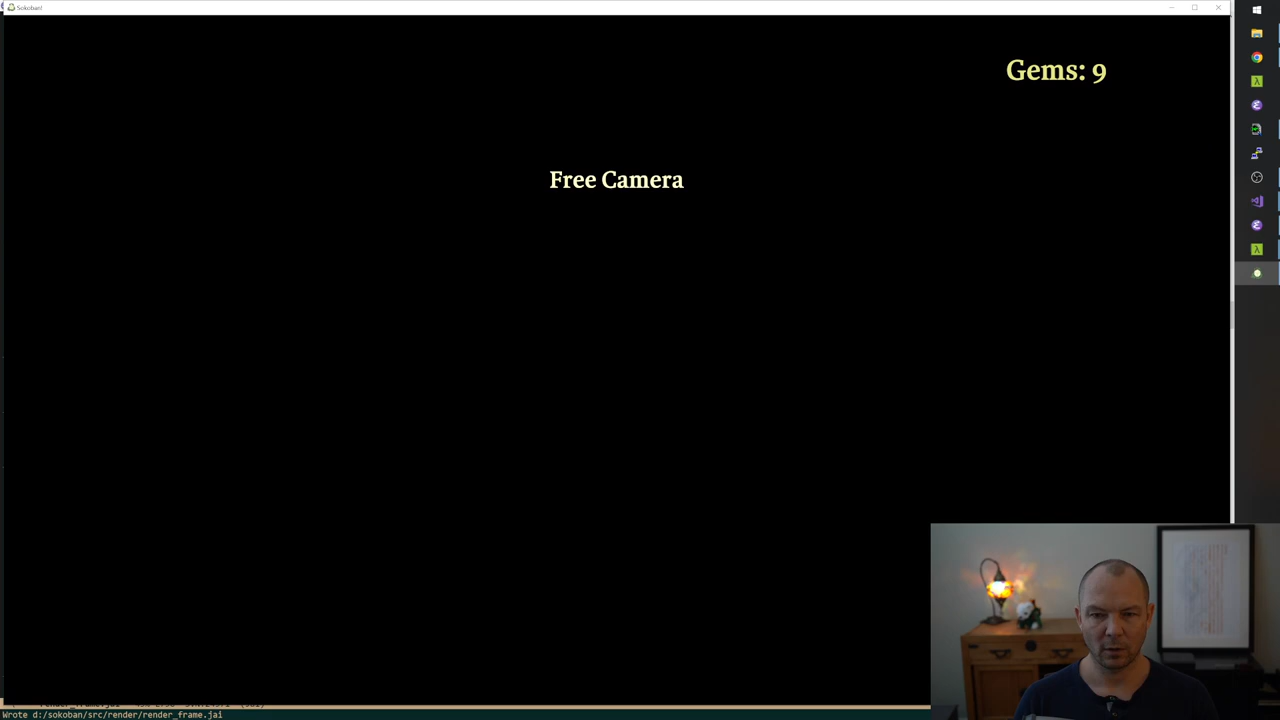 Sokoban!
Gems: 9
Free Camera
Wrote d:/sokoban/src/render/render_frame.jai